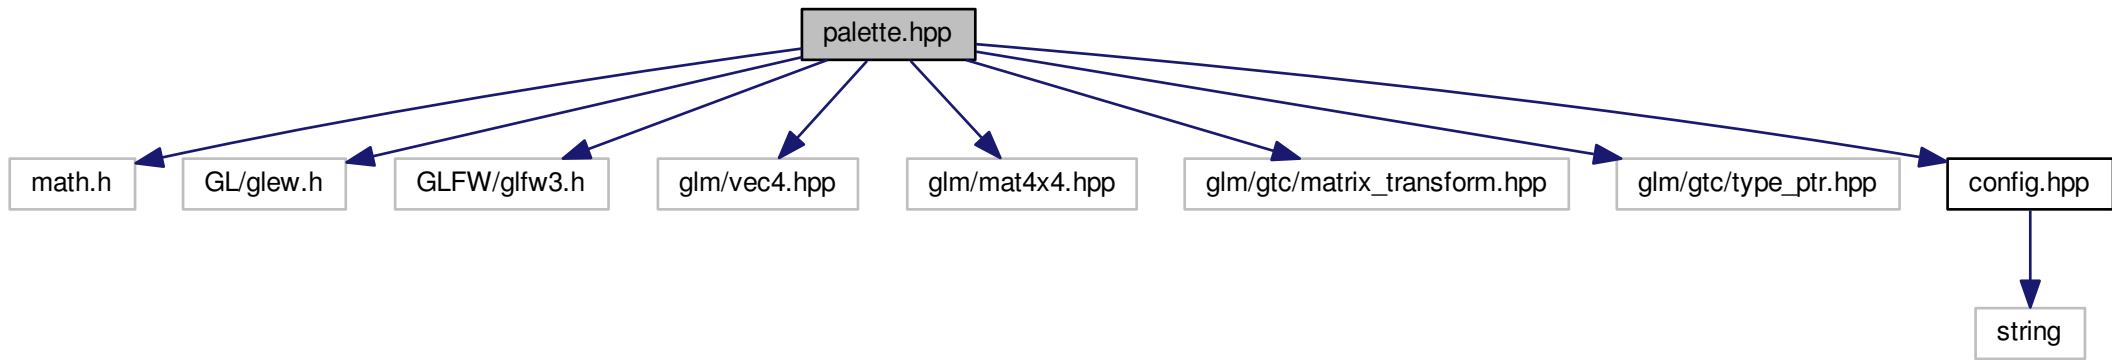 palette.hpp
math.h
GL/glew.h
GLFW/glfw3.h
glm/vec4.hpp
glm/mat4x4.hpp
glm/gtc/matrix_transform.hpp
glm/gtc/type_ptr.hpp
config.hpp
string